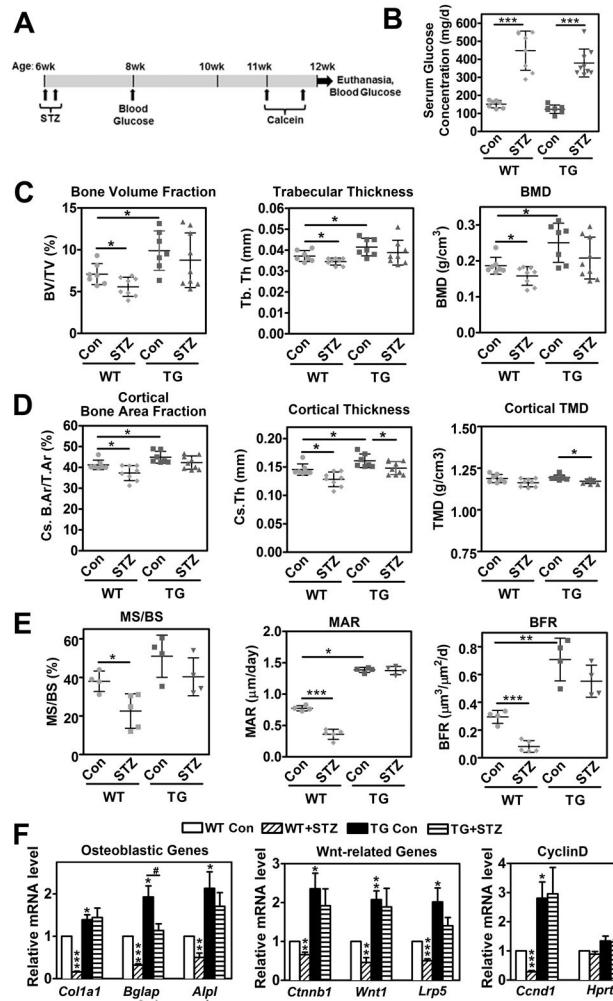 A
Age: 6wk 8wk 10wk 11wk 12wk
STZ
Blood
Glucose
Calcein
Euthanasia,
Blood Glucose
B
Serum Glucose
Concentration (mg/d)
600
500
400
300
200
100
0
*** ***
Con STZ Con STZ
WT TG
C
Bone Volume Fraction
BV/TV (%)
15
10
5
0
*
*
Con STZ Con STZ
WT TG
Trabecular Thickness
Tb. Th (mm)
0.06
0.05
0.04
0.03
0.02
0.01
0.00
*
*
Con STZ Con STZ
WT TG
BMD
BMD (g/cm3)
0.3
0.2
0.1
0.0
*
*
Con STZ Con STZ
WT TG
D
Cortical
Bone Area Fraction
Cs. B.Ar/T.Ar (%)
60
50
40
30
20
10
0
*
*
Con STZ Con STZ
WT TG
Cortical Thickness
Cs.Th (mm)
0.20
0.15
0.10
0.05
0.00
* *
*
Con STZ Con STZ
WT TG
Cortical TMD
TMD (g/cm3)
1.50
1.25
1.00
0.75
*
Con STZ Con STZ
WT TG
E
MS/BS
MS/BS (%)
60
40
20
0
*
Con STZ Con STZ
WT TG
MAR
MAR (μm/day)
1.5
1.0
0.5
0.0
*
***
Con STZ Con STZ
WT TG
BFR
BFR (μm3/μm2/d)
0.8
0.6
0.4
0.2
0.0
**
***
Con STZ Con STZ
WT TG
F
WT Con WT+STZ TG Con TG+STZ
Osteoblastic Genes
Relative mRNA level
2
1
0
*** * *** * # ** *
Col1a1 Bglap Alpl
Wnt-related Genes
Relative mRNA level
3
2
1
0
*** * ** ** *** *
Ctnnb1 Wnt1 Lrp5
CyclinD
Relative mRNA level
4
3
2
1
0
*** *
Ccnd1 Hprt